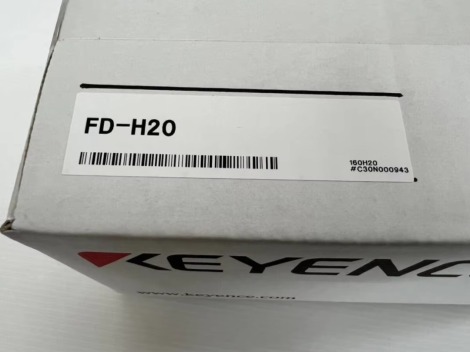 FD-H20
160H20
#C30N000943
KEYENC
www.keyence.com